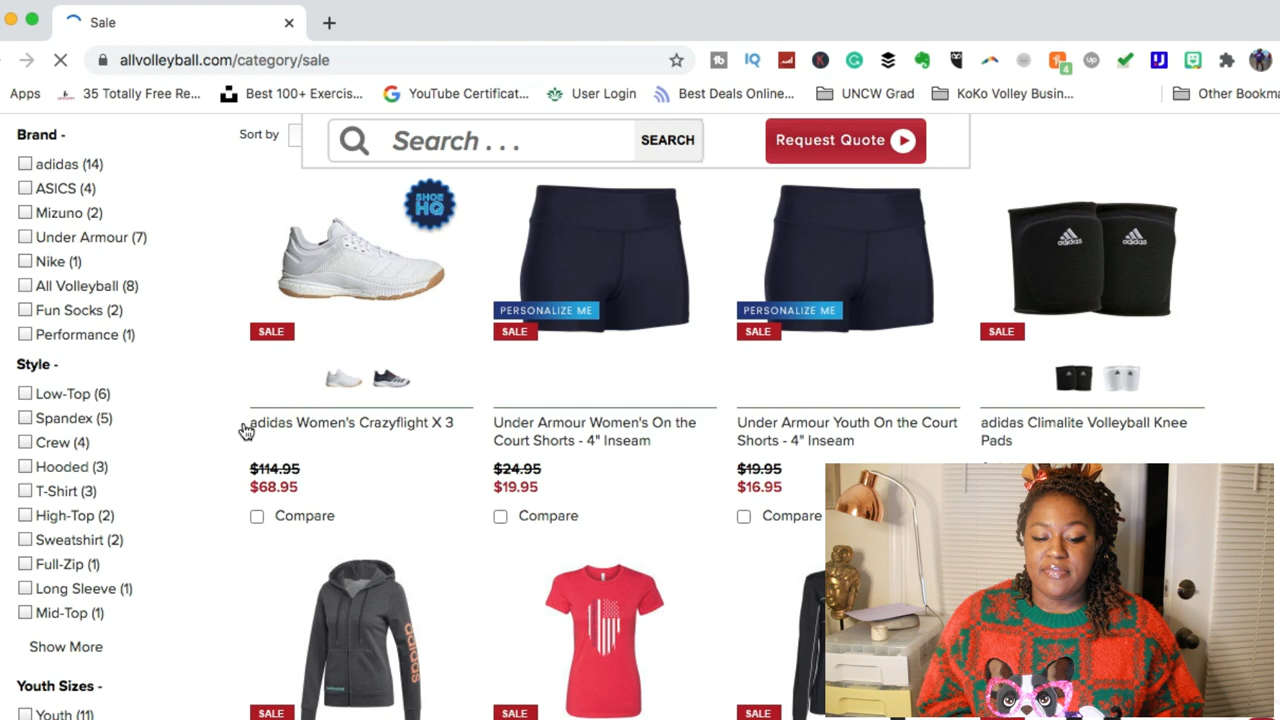 Sale
allvolleyball.com/category/sale
Apps
35 Totally Free Re...
Best 100+ Exercis...
YouTube Certificat...
User Login
Best Deals Online...
UNCW Grad
KoKo Volley Busin...
Other Bookma
Brand -
adidas (14)
ASICS (4)
Mizuno (2)
Under Armour (7)
Nike (1)
All Volleyball (8)
Fun Socks (2)
Performance (1)
Style -
Low-Top (6)
Spandex (5)
Crew (4)
Hooded (3)
T-Shirt (3)
High-Top (2)
Sweatshirt (2)
Full-Zip (1)
Long Sleeve (1)
Mid-Top (1)
Show More
Youth Sizes -
Youth (11)
Sort by
Search . . .
SEARCH
Request Quote
SHOE
HQ
SALE
adidas Women's Crazyflight X 3
$114.95
$68.95
Compare
PERSONALIZE ME
SALE
Under Armour Women's On the
Court Shorts - 4" Inseam
$24.95
$19.95
Compare
PERSONALIZE ME
SALE
Under Armour Youth On the Court
Shorts - 4" Inseam
$19.95
$16.95
Compare
adidas
adidas
SALE
adidas Climalite Volleyball Knee
Pads
adidas
SALE
SALE
SALE